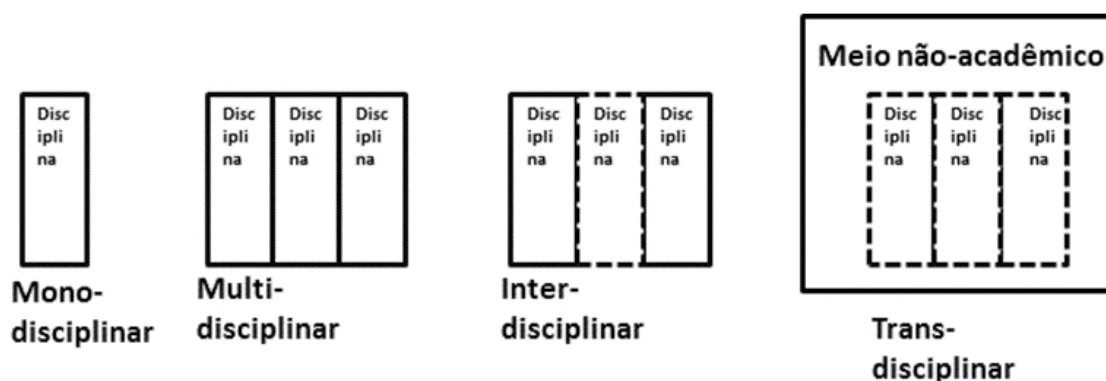 Meio não-acadêmico
Disc
ipli
na
Disc
ipli
na
Disc
ipli
na
Disc
ipli
na
Disc
ipli
na
Disc
ipli
na
Disc
ipli
na
Disc
ipli
na
Disc
ipli
na
Disc
ipli
na
Mono-
disciplinar
Multi-
disciplinar
Inter-
disciplinar
Trans-
disciplinar